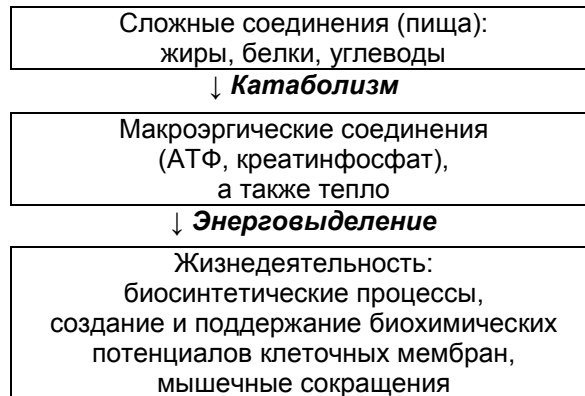 Сложные соединения (пища):
жиры, белки, углеводы
↓ Катаболизм
Макроэргические соединения
(АТФ, креатинфосфат),
а также тепло
↓ Энерговыделение
Жизнедеятельность:
биосинтетические процессы,
создание и поддержание биохимических
потенциалов клеточных мембран,
мышечные сокращения